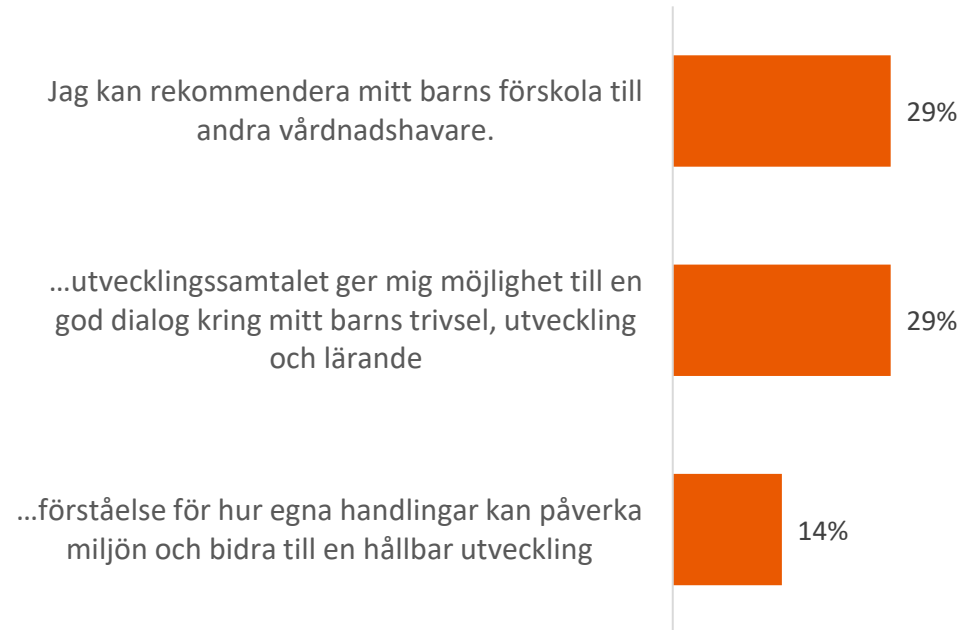 Jag kan rekommendera mitt barns förskola till
andra vårdnadshavare.
29%
…utvecklingssamtalet ger mig möjlighet till en
god dialog kring mitt barns trivsel, utveckling
och lärande
29%
…förståelse för hur egna handlingar kan påverka
miljön och bidra till en hållbar utveckling
14%